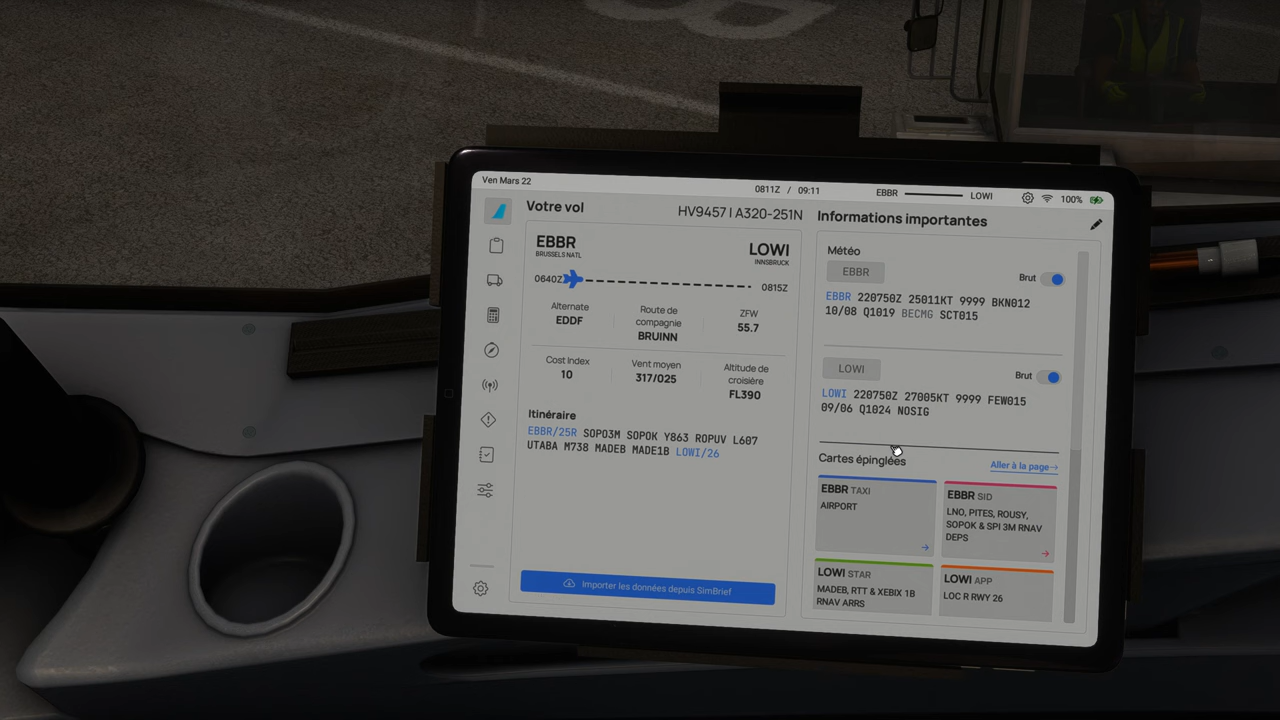 Ven Mars 22
0811Z / 09:11
EBBR LOWI
100%
Votre vol
HV9457 | A320-251N
EBBR
BRUSSELS NATL
LOWI
INNSBRUCK
0640Z
0815Z
Alternate
EDDF
Route de
compagnie
BRUINN
ZFW
55.7
Cost Index
10
Vent moyen
317/025
Altitude de
croisière
FL390
Itinéraire
EBBR/25R SOPO3M SOPOK Y863 ROPUV L607
UTABA M738 MADEB MADE1B LOWI/26
Importer les données depuis SimBrief
Informations importantes
Météo
EBBR
Brut
EBBR 220750Z 25011KT 9999 BKN012
10/08 Q1019 BECMG SCT015
LOWI
Brut
LOWI 220750Z 27005KT 9999 FEW015
09/06 Q1024 NOSIG
Cartes épinglées
Aller à la page→
EBBR TAXI
AIRPORT
→
EBBR SID
LNO, PITES, ROUSY,
SOPOK & SPI 3M RNAV
DEPS
→
LOWI STAR
MADEB, RTT & XEBIX 1B
RNAV ARRS
LOWI APP
LOC R RWY 26